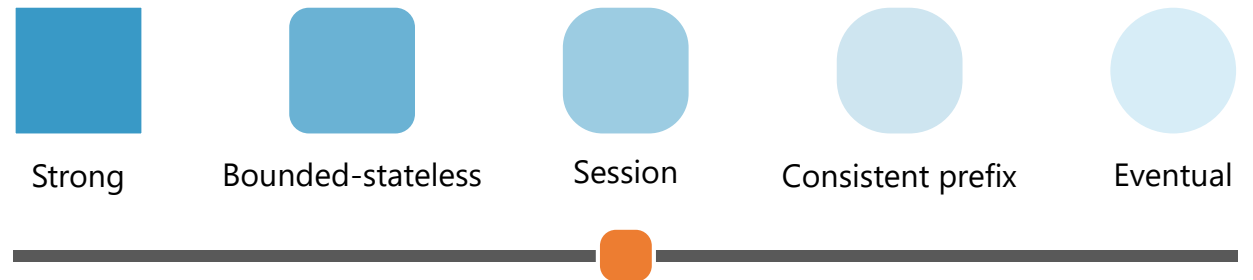 Strong
Bounded-stateless
Session
Consistent prefix
Eventual